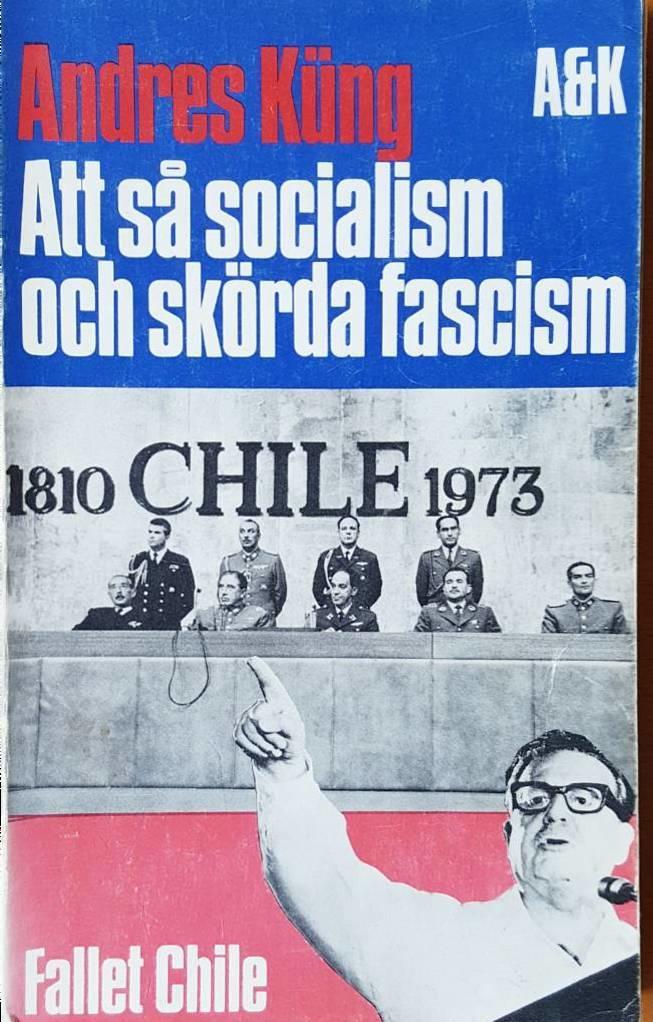 Andres Küng
A&K
Att så socialism
och skörda fascism
1810 CHILE 1973
Fallet Chile